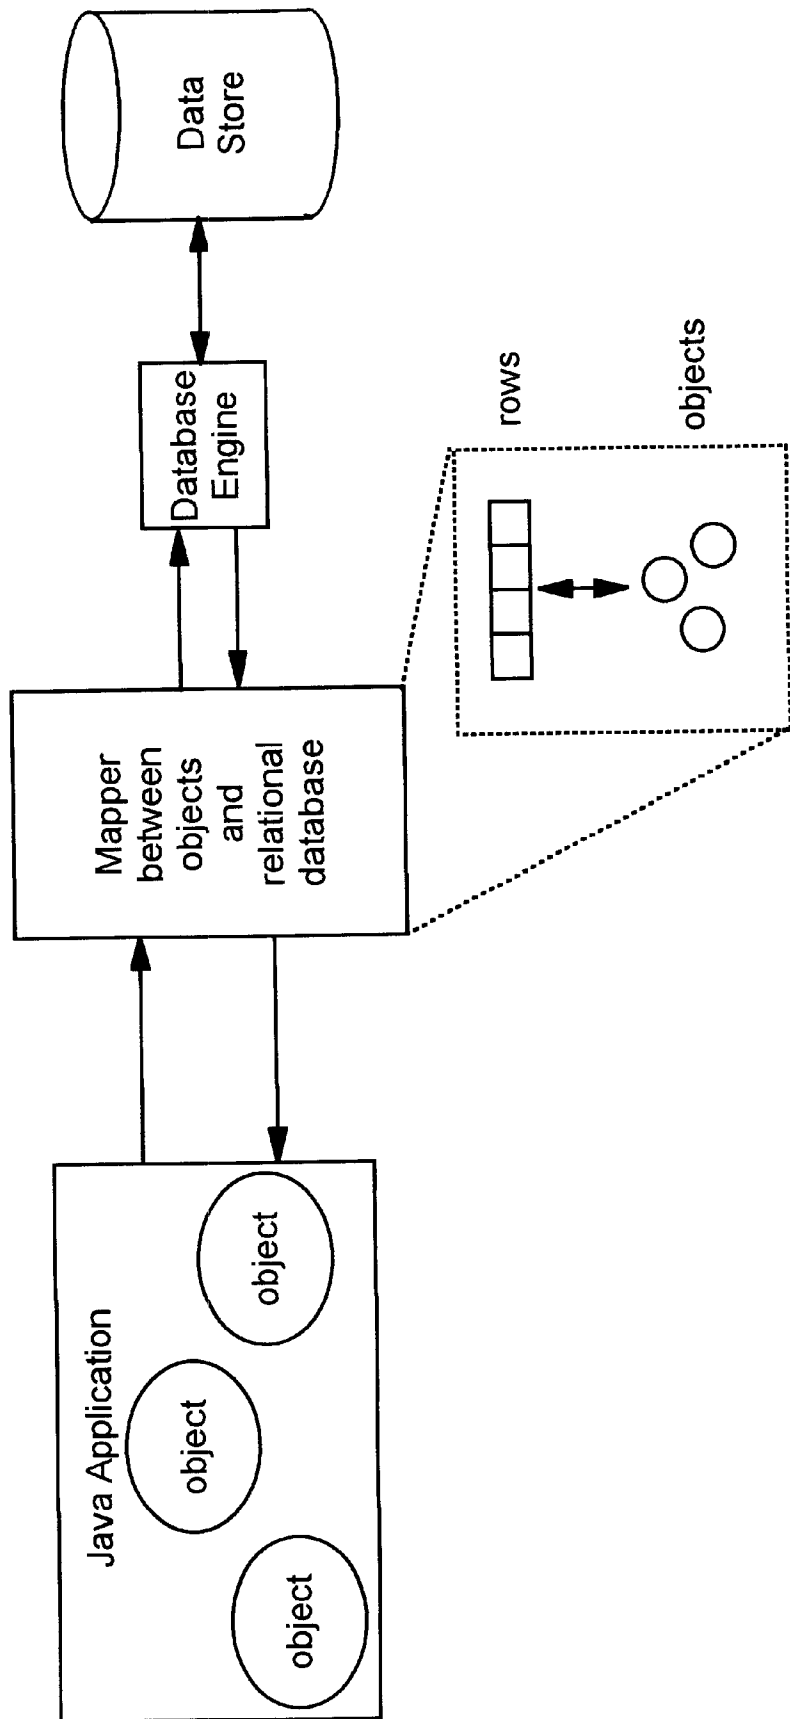 Java Application
object
object
object
Mapper
between
objects
and
relational
database
Database
Engine
Data
Store
rows
objects